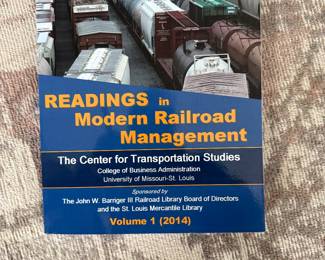 READINGS in
Modern Railroad
Management
The Center for Transportation Studies
College of Business Administration
University of Missouri-St. Louis
Sponsored by
The John W. Barriger III Railroad Library Board of Directors
and the St. Louis Mercantile Library
Volume 1 (2014)